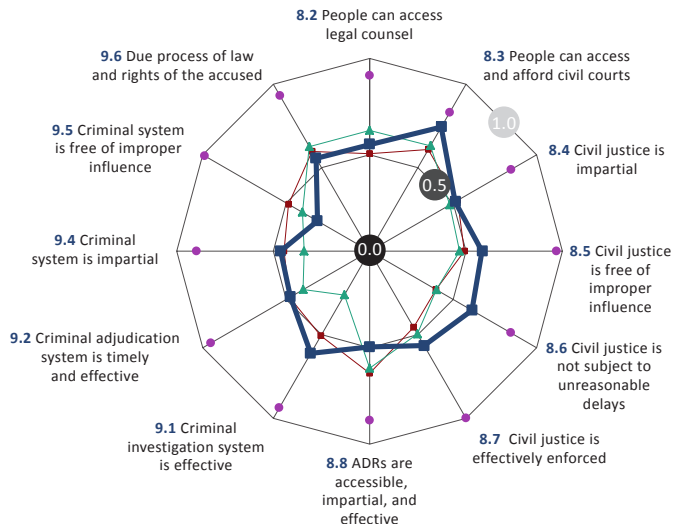 8.2 People can access
legal counsel
8.3 People can access
and afford civil courts
1.0
8.4 Civil justice is
impartial
0.5
8.5 Civil justice
is free of
improper
influence
0.0
8.6 Civil justice is
not subject to
unreasonable
delays
8.7 Civil justice is
effectively enforced
8.8 ADRs are
accessible,
impartial, and
effective
9.1 Criminal
investigation system
is effective
9.2 Criminal adjudication
system is timely
and effective
9.4 Criminal
system is impartial
9.5 Criminal system
is free of improper
influence
9.6 Due process of law
and rights of the accused